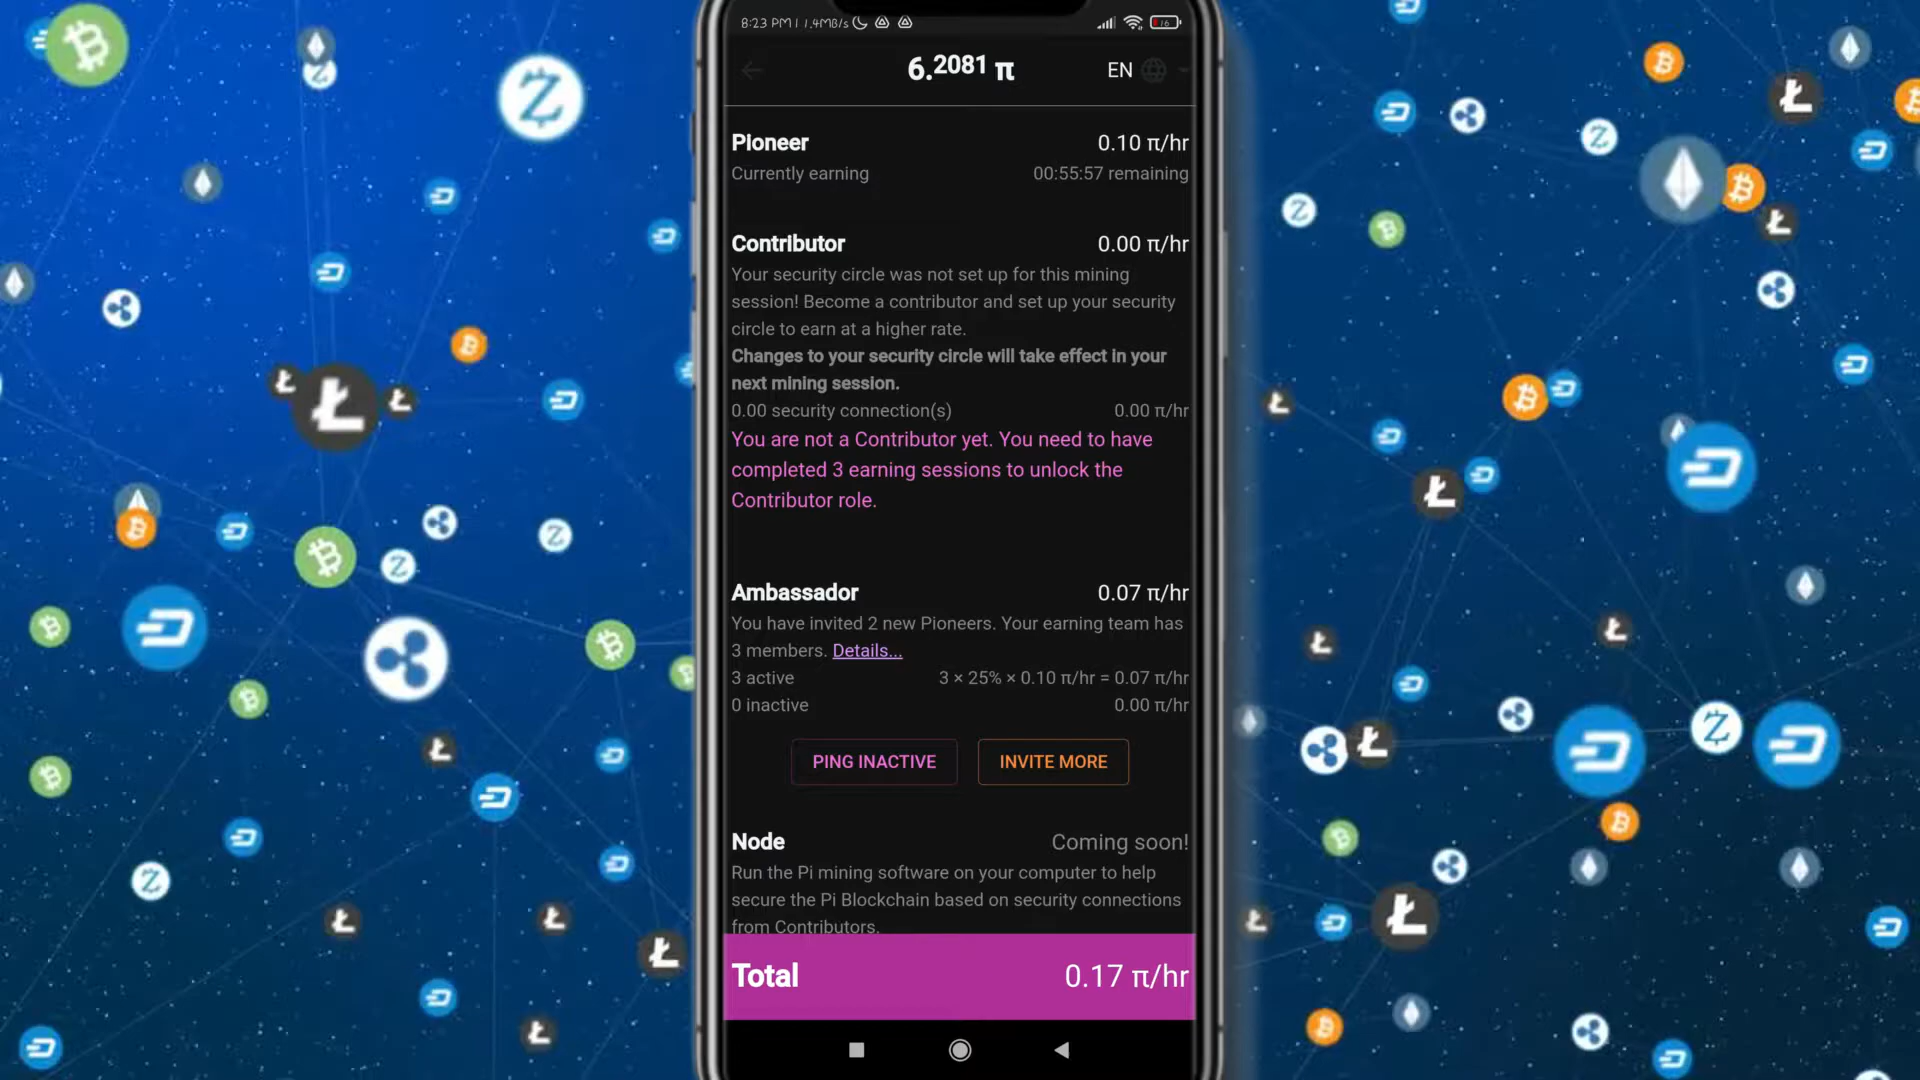 8:23 PM | 1.4MB/s
16
6.2081 π
EN
Pioneer 0.10 π/hr
Currently earning 00:55:57 remaining
Contributor 0.00 π/hr
Your security circle was not set up for this mining
session! Become a contributor and set up your security
circle to earn at a higher rate.
Changes to your security circle will take effect in your
next mining session.
0.00 security connection(s) 0.00 π/hr
You are not a Contributor yet. You need to have
completed 3 earning sessions to unlock the
Contributor role.
Ambassador 0.07 π/hr
You have invited 2 new Pioneers. Your earning team has
3 members. Details...
3 active 3 × 25% × 0.10 π/hr = 0.07 π/hr
0 inactive 0.00 π/hr
PING INACTIVE INVITE MORE
Node Coming soon!
Run the Pi mining software on your computer to help
secure the Pi Blockchain based on security connections
from Contributors.
Total 0.17 π/hr